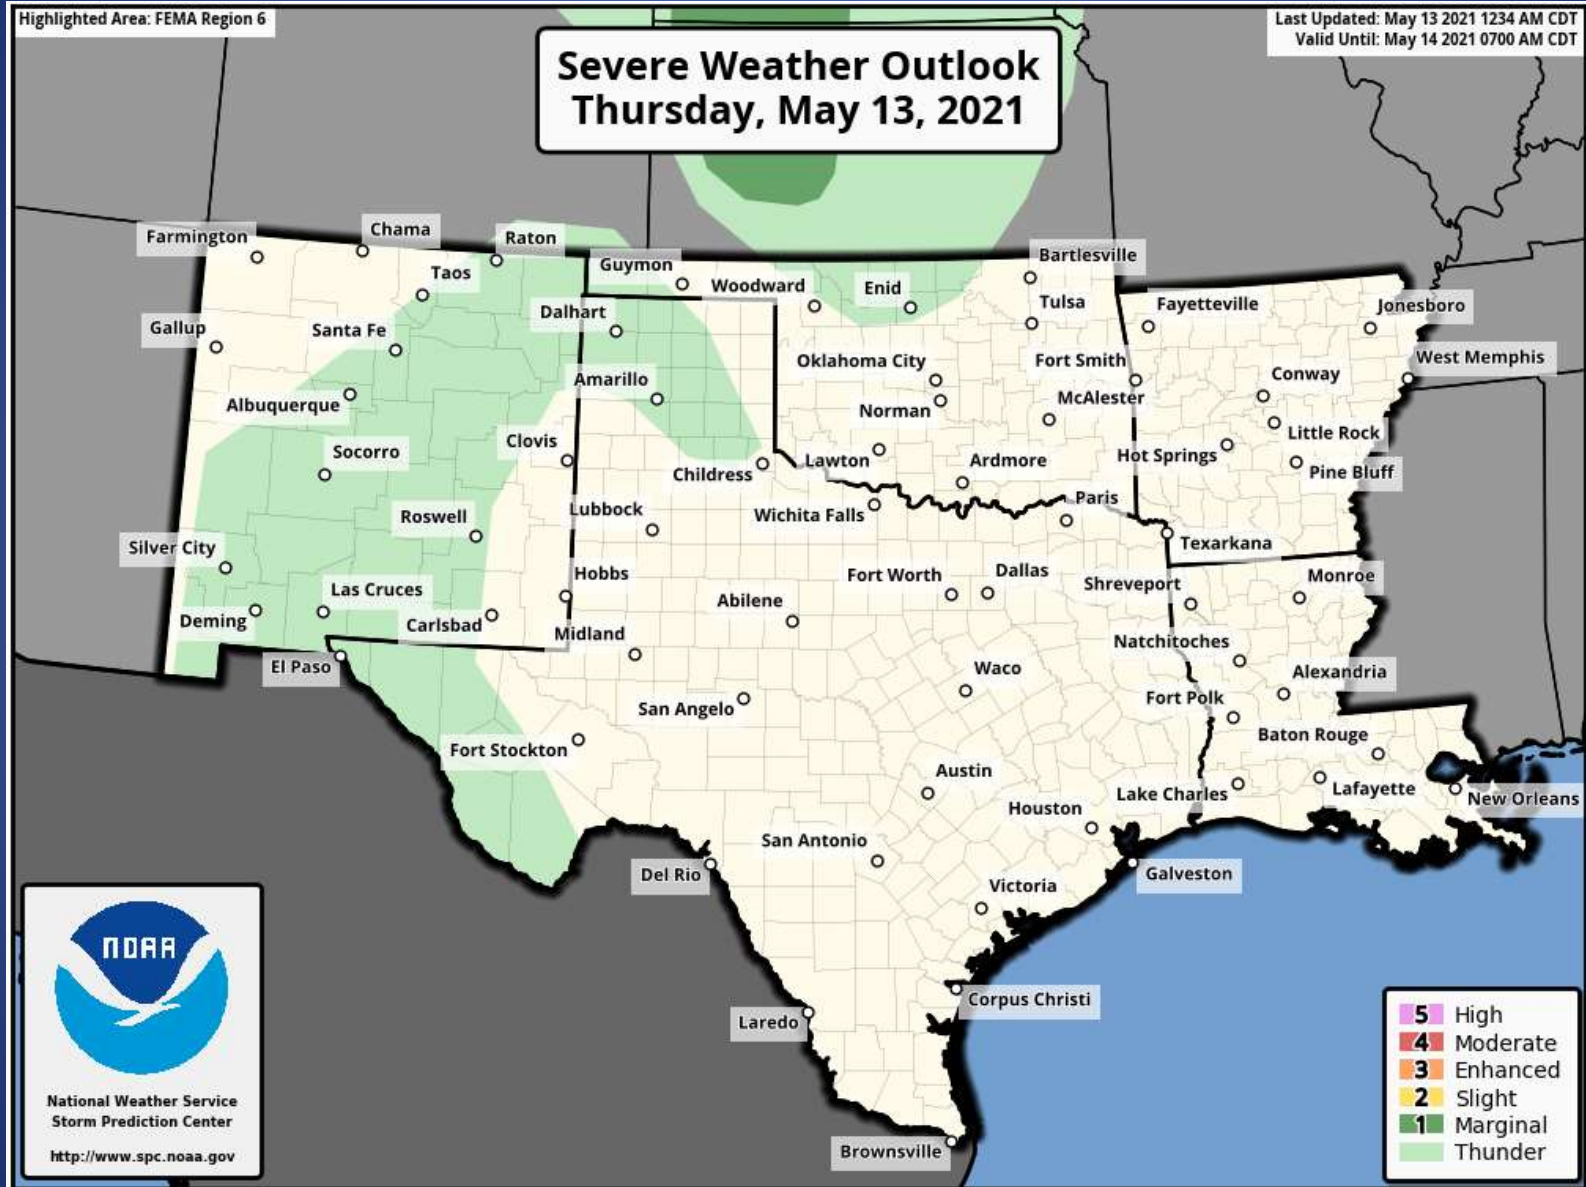 Highlighted Area: FEMA Region 6
Last Updated: May 13 2021 1234 AM CDT
Valid Until: May 14 2021 0700 AM CDT
Severe Weather Outlook
Thursday, May 13, 2021
Farmington
Chama
Raton
Taos
Guymon
Woodward
Enid
Bartlesville
Gallup
Santa Fe
Dalhart
Tulsa
Fayetteville
Jonesboro
Albuquerque
Amarillo
Oklahoma City
Fort Smith
Conway
West Memphis
Norman
McAlester
Socorro
Clovis
Childress
Lawton
Ardmore
Hot Springs
Little Rock
Pine Bluff
Roswell
Lubbock
Wichita Falls
Paris
Silver City
Texarkana
Las Cruces
Hobbs
Fort Worth
Dallas
Shreveport
Monroe
Deming
Carlsbad
Abilene
Midland
Natchitoches
El Paso
Waco
Alexandria
San Angelo
Fort Polk
Fort Stockton
Baton Rouge
Austin
Houston
Lake Charles
Lafayette
New Orleans
San Antonio
Del Rio
Victoria
Galveston
Laredo
Corpus Christi
Brownsville
NOAA
National Weather Service
Storm Prediction Center
http://www.spc.noaa.gov
5 High
4 Moderate
3 Enhanced
2 Slight
1 Marginal
Thunder